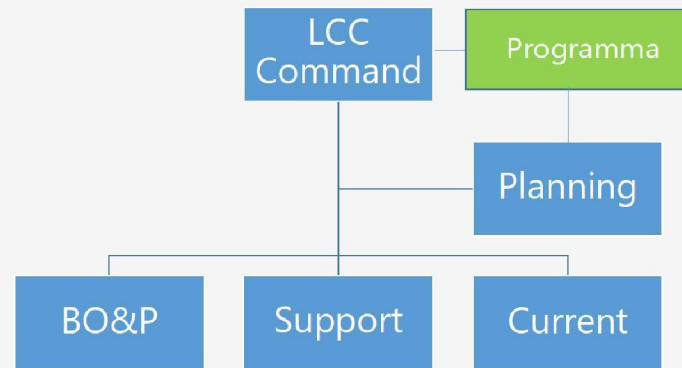 LCC
Command
Programma
Planning
BO&P
Support
Current